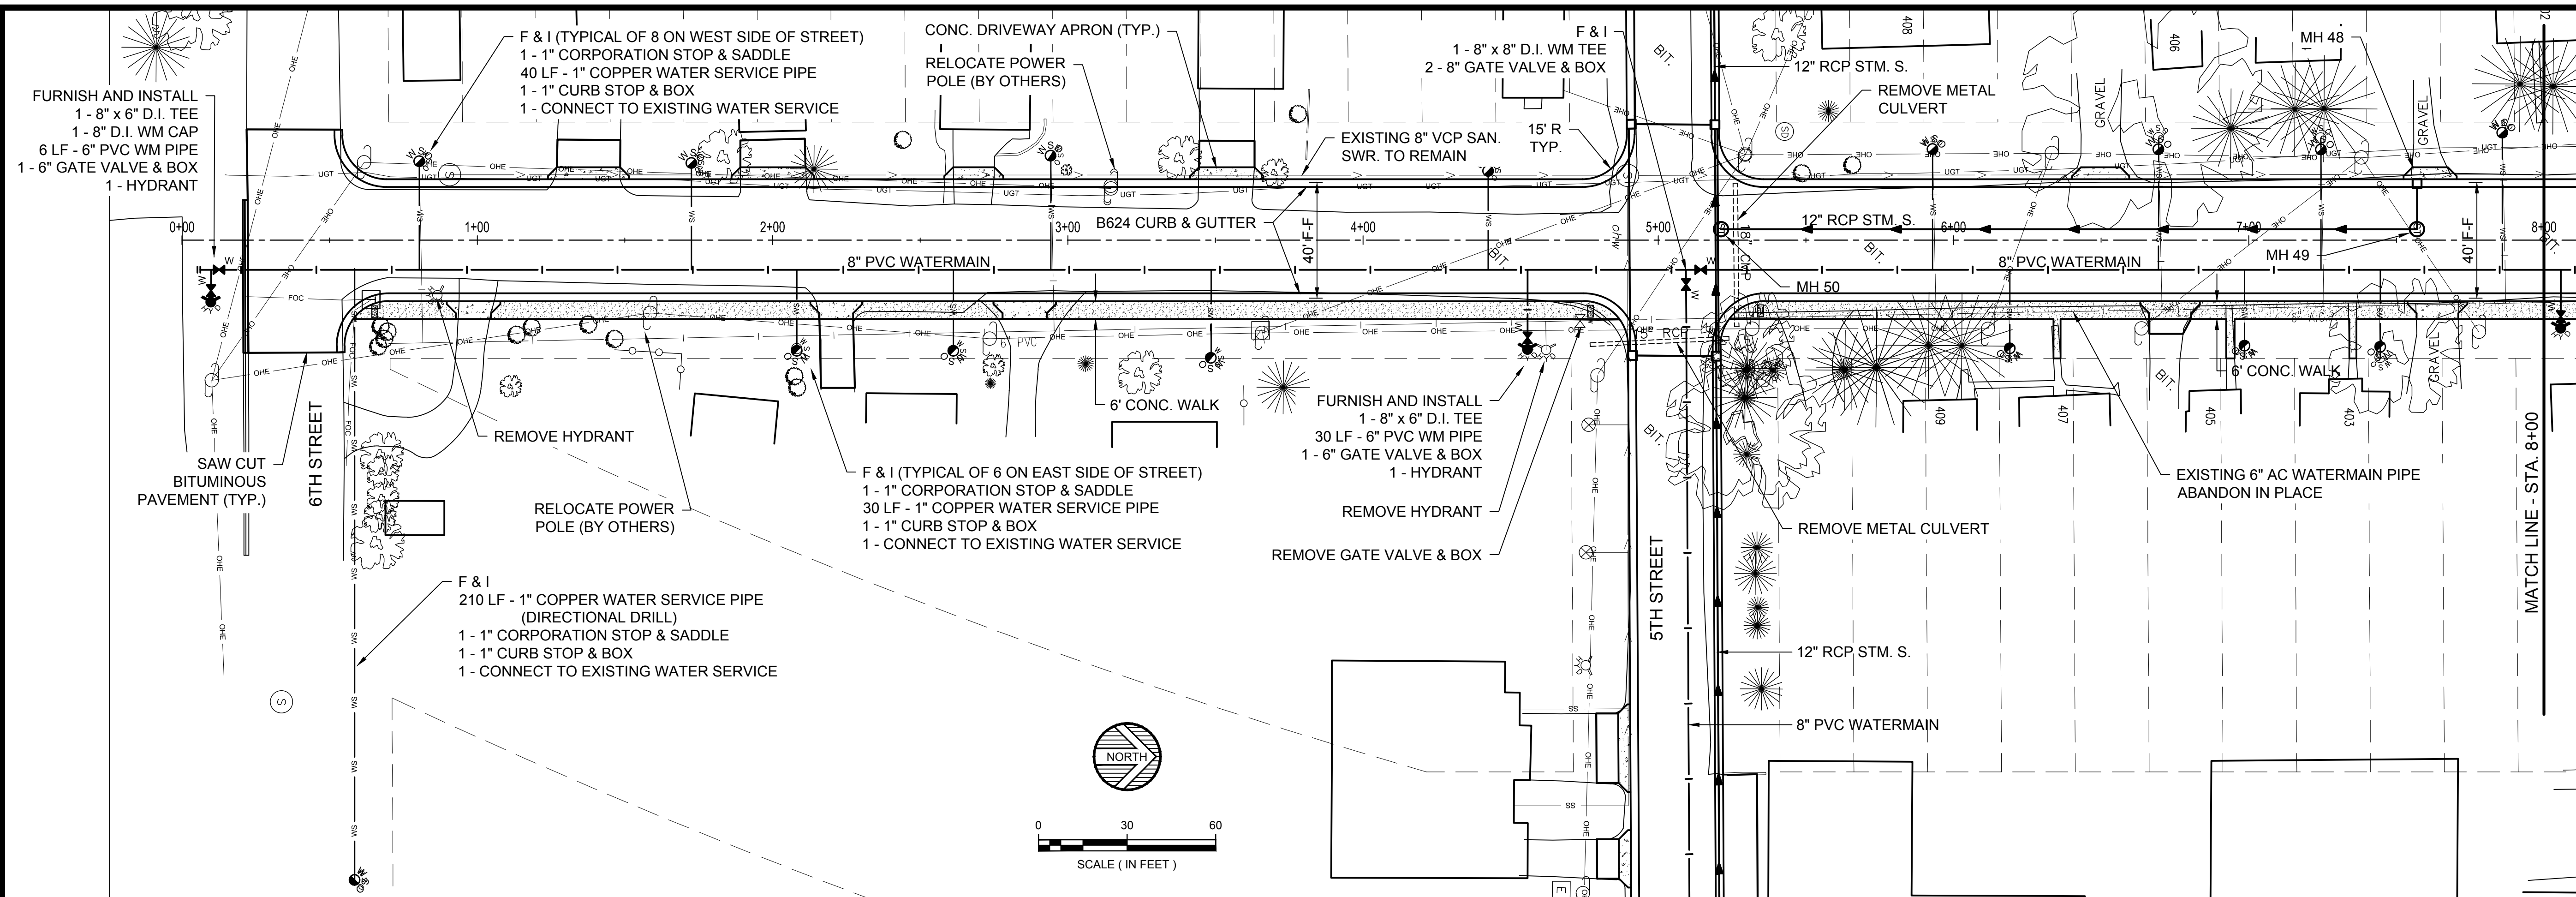 FURNISH AND INSTALL
1 - 8" x 6" D.I. TEE
1 - 8" D.I. WM CAP
6 LF - 6" PVC WM PIPE
1 - 6" GATE VALVE & BOX
1 - HYDRANT
F & I (TYPICAL OF 8 ON WEST SIDE OF STREET)
1 - 1" CORPORATION STOP & SADDLE
40 LF - 1" COPPER WATER SERVICE PIPE
1 - 1" CURB STOP & BOX
1 - CONNECT TO EXISTING WATER SERVICE
CONC. DRIVEWAY APRON (TYP.)
RELOCATE POWER
POLE (BY OTHERS)
F & I
1 - 8" x 8" D.I. WM TEE
2 - 8" GATE VALVE & BOX
EXISTING 8" VCP SAN.
SWR. TO REMAIN
15' R
TYP.
BIT.
12" RCP STM. S.
REMOVE METAL
CULVERT
408
406
MH 48
GRAVEL
GRAVEL
B624 CURB & GUTTER
40' F-F
12" RCP STM. S.
40' F-F
0+00
1+00
2+00
3+00
4+00
5+00
6+00
7+00
8+00
8" PVC WATERMAIN
BIT.
18" CMP
BIT.
8" PVC WATERMAIN
MH 49
BIT.
MH 50
FOC
6" PVC
RCP
6TH STREET
SAW CUT
BITUMINOUS
PAVEMENT (TYP.)
REMOVE HYDRANT
RELOCATE POWER
POLE (BY OTHERS)
6' CONC. WALK
F & I (TYPICAL OF 6 ON EAST SIDE OF STREET)
1 - 1" CORPORATION STOP & SADDLE
30 LF - 1" COPPER WATER SERVICE PIPE
1 - 1" CURB STOP & BOX
1 - CONNECT TO EXISTING WATER SERVICE
FURNISH AND INSTALL
1 - 8" x 6" D.I. TEE
30 LF - 6" PVC WM PIPE
1 - 6" GATE VALVE & BOX
1 - HYDRANT
REMOVE HYDRANT
REMOVE GATE VALVE & BOX
BIT.
409
407
405
403
BIT.
6' CONC. WALK
GRAVEL
EXISTING 6" AC WATERMAIN PIPE
ABANDON IN PLACE
REMOVE METAL CULVERT
MATCH LINE - STA. 8+00
5TH STREET
F & I
210 LF - 1" COPPER WATER SERVICE PIPE
(DIRECTIONAL DRILL)
1 - 1" CORPORATION STOP & SADDLE
1 - 1" CURB STOP & BOX
1 - CONNECT TO EXISTING WATER SERVICE
12" RCP STM. S.
8" PVC WATERMAIN
NORTH
0 30 60
SCALE ( IN FEET )